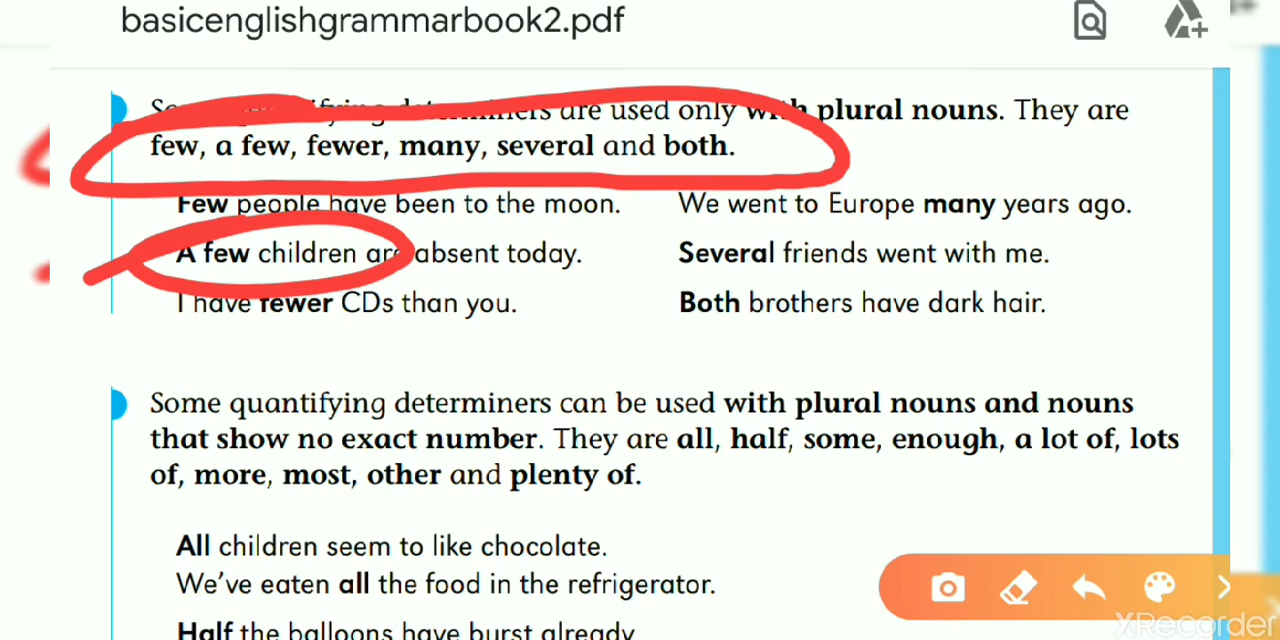 basicenglishgrammarbook2.pdf
determiners are used only with plural nouns. They are
few, a few, fewer, many, several and both.
Few people have been to the moon.
We went to Europe many years ago.
A few children are absent today.
Several friends went with me.
I have fewer CDs than you.
Both brothers have dark hair.
Some quantifying determiners can be used with plural nouns and nouns
that show no exact number. They are all, half, some, enough, a lot of, lots
of, more, most, other and plenty of.
All children seem to like chocolate.
We've eaten all the food in the refrigerator.
Half the balloons have burst already
XRecorder